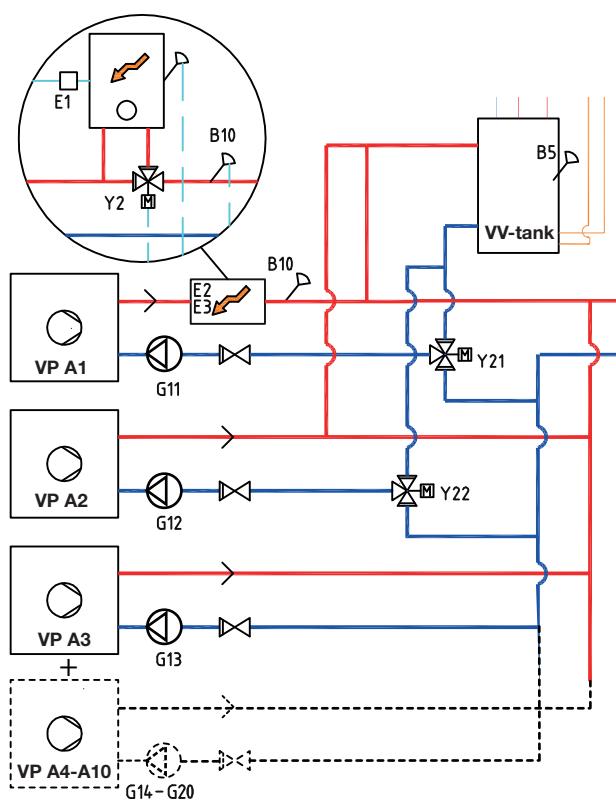 E1
B10
Y2
M
B5
VV-tank
E2
E3
B10
VP A1
G11
M
Y21
VP A2
G12
M
Y22
VP A3
G13
+
VP A4-A10
G14-G20